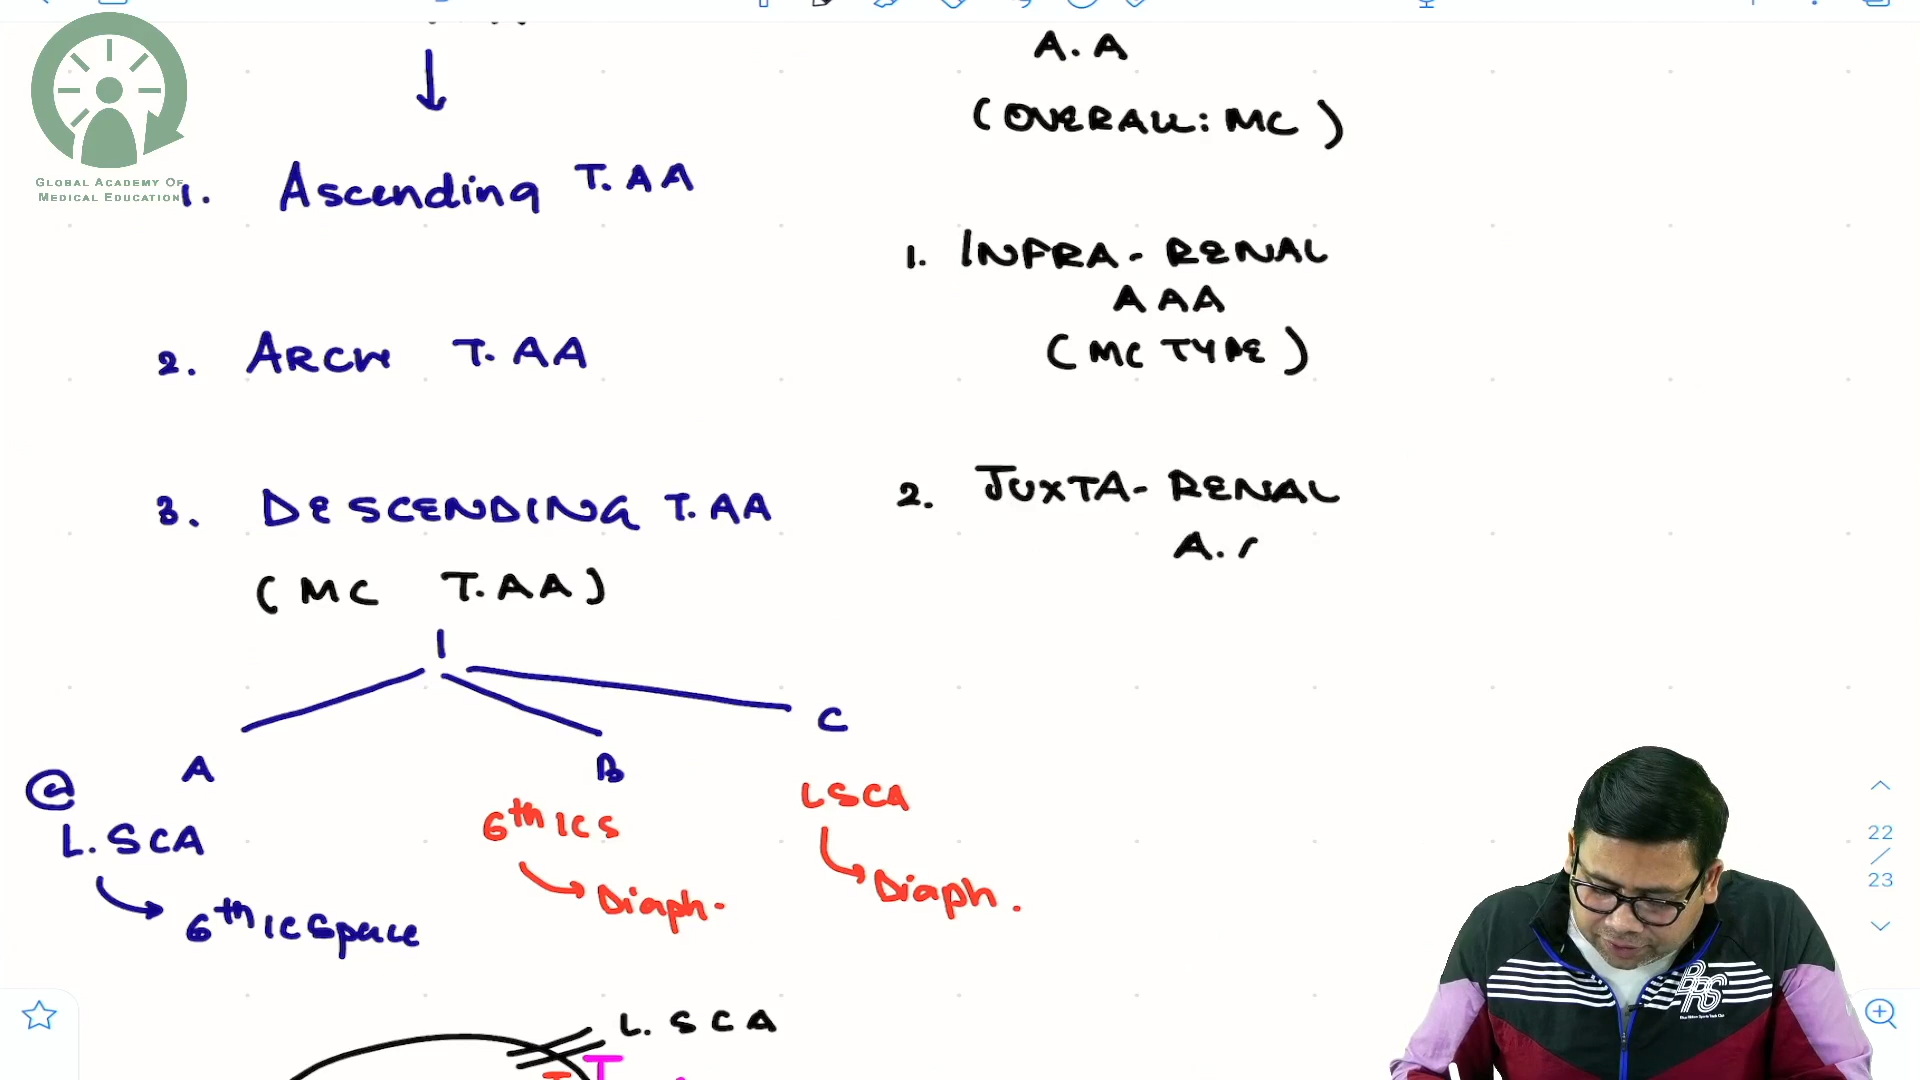 GLOBAL ACADEMY OF
MEDICAL EDUCATION
1. Ascending T.AA
2. ARCH T.AA
3. DESCENDING T.AA
(MC T.AA)
A
B
C
@
L.SCA
6th IC Space
6th ICS
Diaph.
LSCA
Diaph.
L.SCA
A.A
(OVERALL: MC)
1. INFRA-RENAL
AAA
(MC TYPE)
2. JUXTA-RENAL
A.
22
/
23
BRS